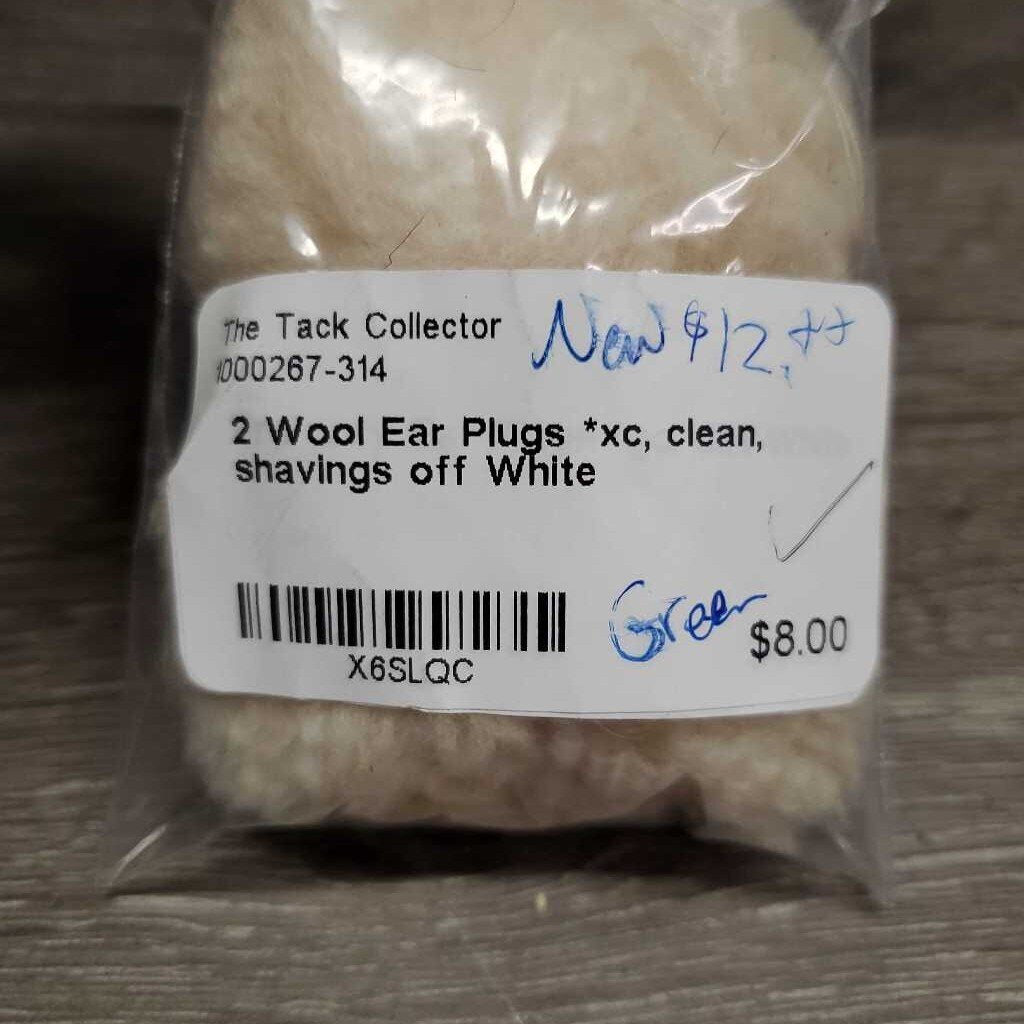 The Tack Collector New $12.++
1000267-314
2 Wool Ear Plugs *xc, clean,
shavings off White
Green $8.00
X6SLQC